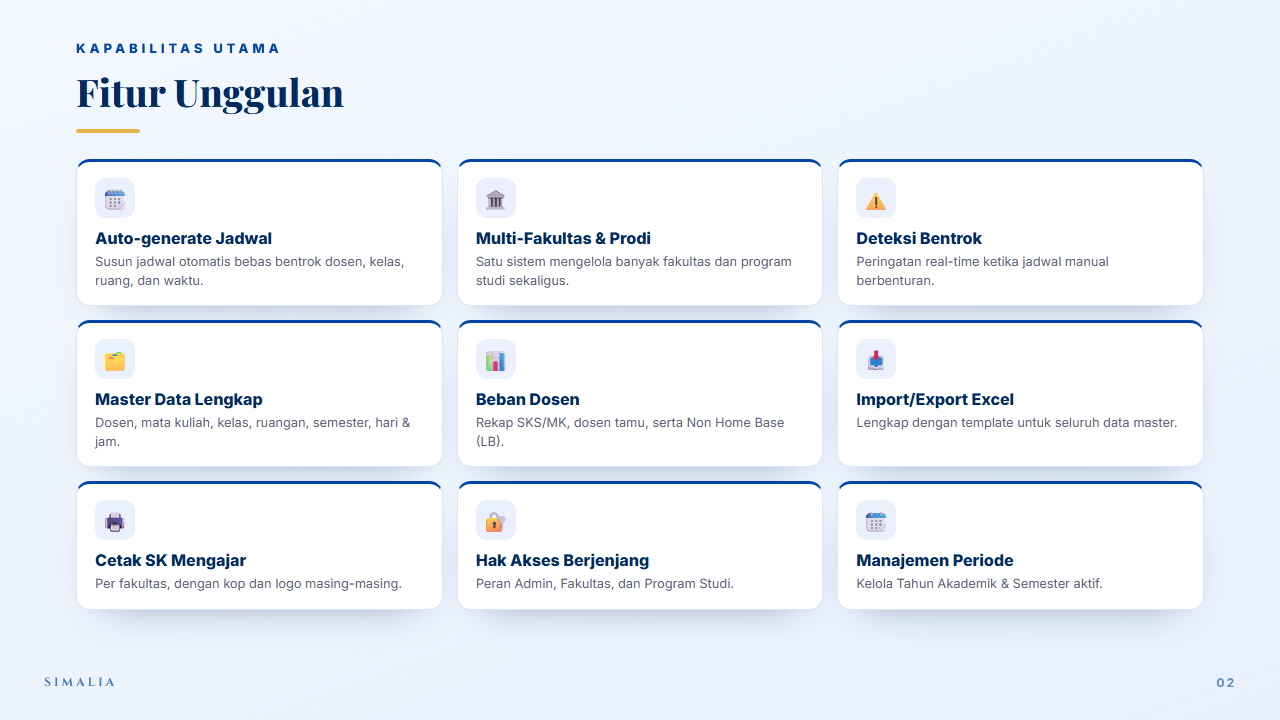 KAPABILITAS UTAMA
Fitur Unggulan
Auto-generate Jadwal
Susun jadwal otomatis bebas bentrok dosen, kelas,
ruang, dan waktu.
Multi-Fakultas & Prodi
Satu sistem mengelola banyak fakultas dan program
studi sekaligus.
Deteksi Bentrok
Peringatan real-time ketika jadwal manual
berbenturan.
Master Data Lengkap
Dosen, mata kuliah, kelas, ruangan, semester, hari &
jam.
Beban Dosen
Rekap SKS/MK, dosen tamu, serta Non Home Base
(LB).
Import/Export Excel
Lengkap dengan template untuk seluruh data master.
Cetak SK Mengajar
Per fakultas, dengan kop dan logo masing-masing.
Hak Akses Berjenjang
Peran Admin, Fakultas, dan Program Studi.
Manajemen Periode
Kelola Tahun Akademik & Semester aktif.
SIMALIA
02